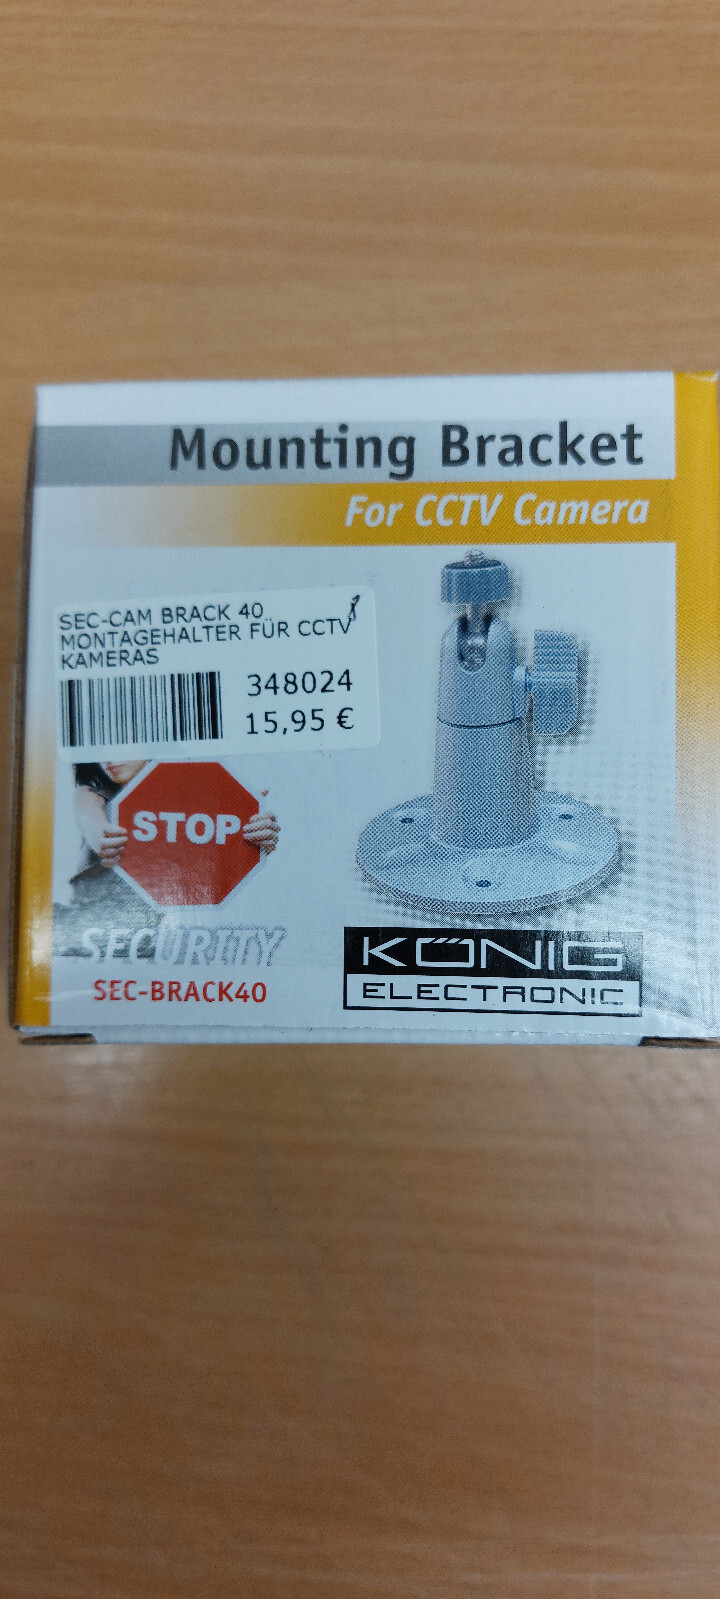 Mounting Bracket
For CCTV Camera
SEC-CAM BRACK 40
MONTAGEHALTER FÜR CCTV
KAMERAS
348024
15,95 €
STOP
SECURITY
SEC-BRACK40
KÖNIG
ELECTRONIC